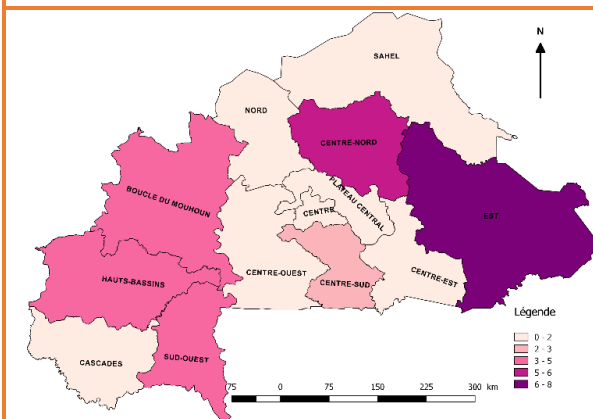 N
SAHEL
NORD
CENTRE-NORD
BOUCLE DU MOUHOUN
PLATEAU CENTRAL
CENTRE
EST
CENTRE-OUEST
CENTRE-SUD
CENTRE-EST
HAUTS-BASSINS
CASCADES
SUD-OUEST
Légende
0 - 2
2 - 3
3 - 5
5 - 6
6 - 8
75 0 75 150 225 300 km